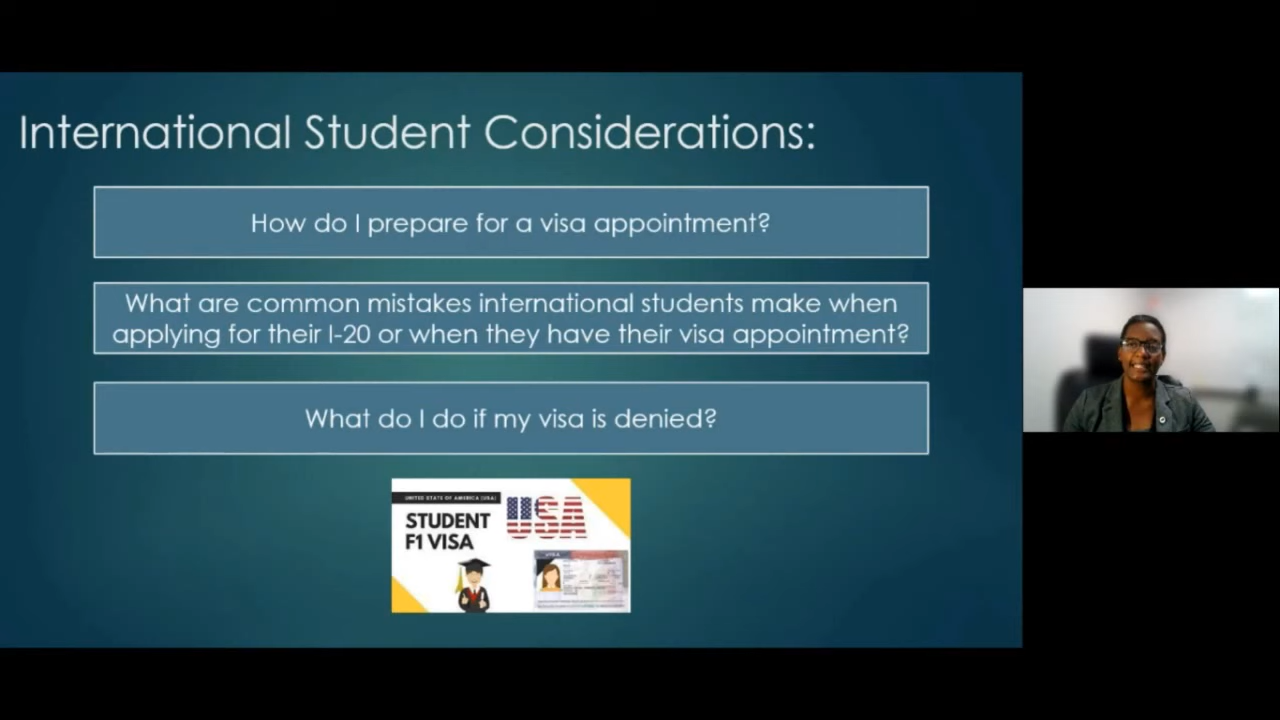 International Student Considerations:
How do I prepare for a visa appointment?
What are common mistakes international students make when
applying for their I-20 or when they have their visa appointment?
What do I do if my visa is denied?
UNITED STATE OF AMERICA (USA)
USA
STUDENT
F1 VISA
VISA